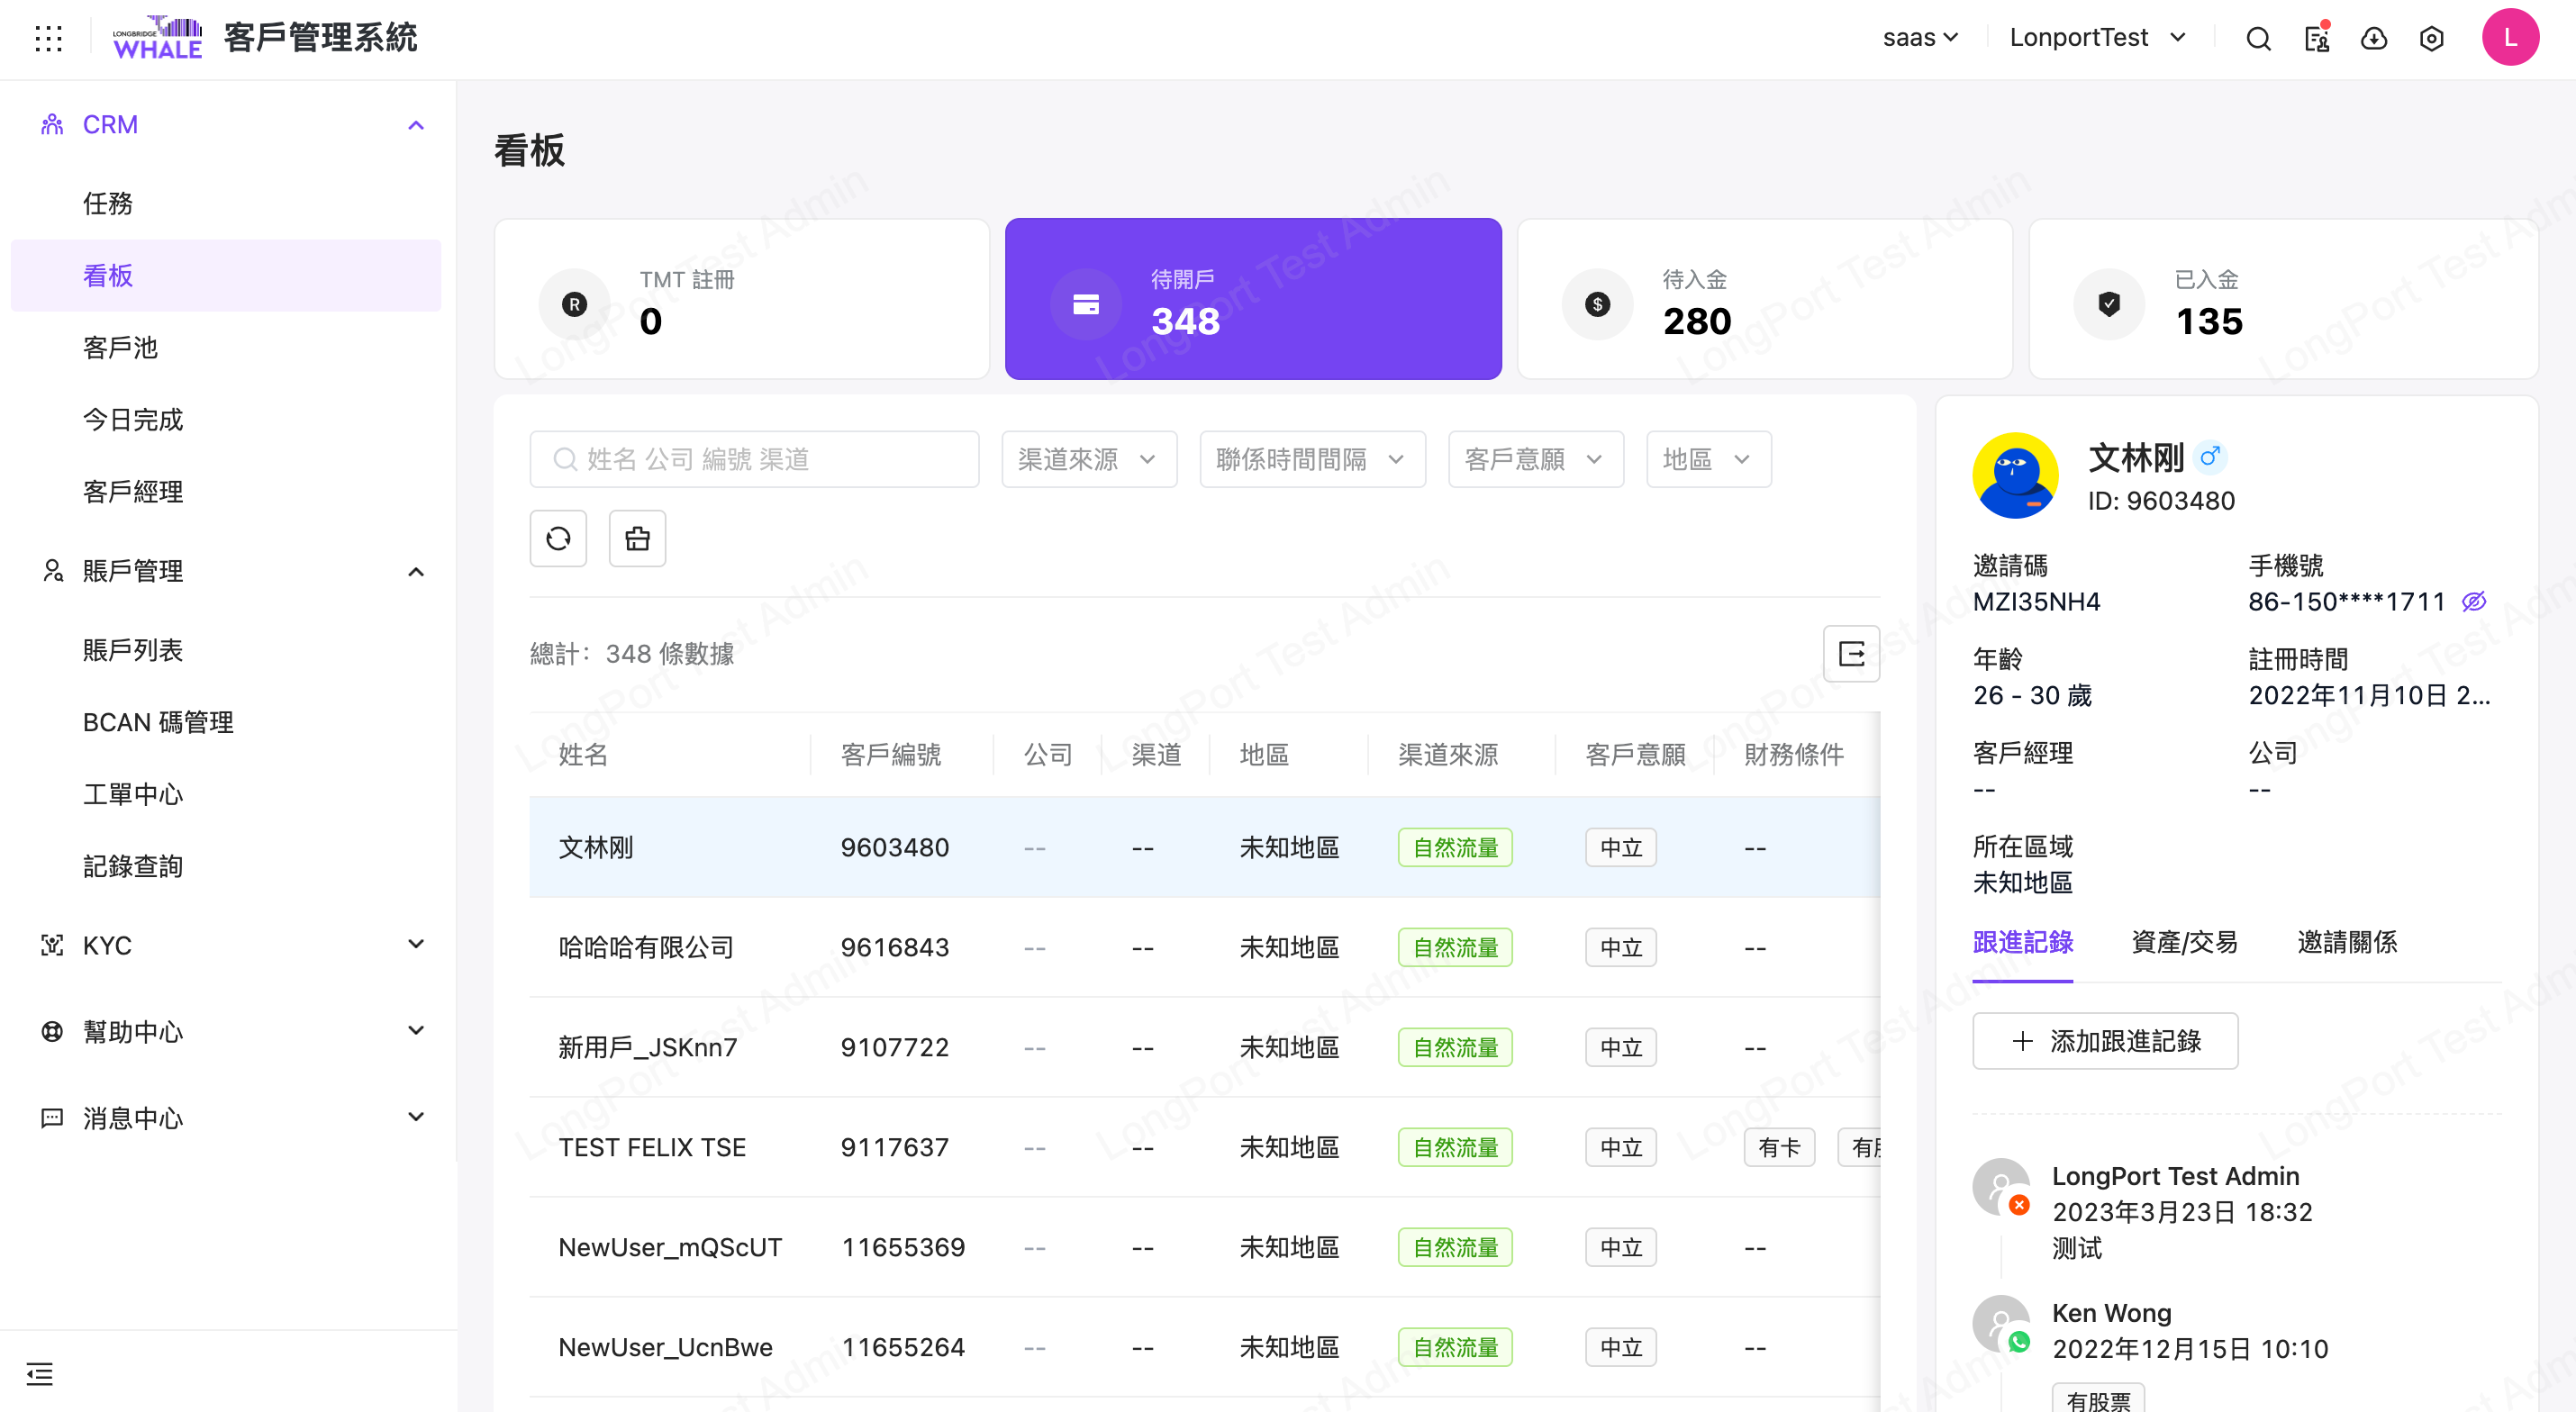 LONGBRIDGE
WHALE
客戶管理系統
saas
LonportTest
L
CRM
任務
看板
客戶池
今日完成
客戶經理
賬戶管理
賬戶列表
BCAN 碼管理
工單中心
記錄查詢
KYC
幫助中心
消息中心
看板
TMT 註冊
0
待開戶
348
待入金
280
已入金
135
姓名 公司 編號 渠道
渠道來源
聯係時間間隔
客戶意願
地區
總計： 348 條數據
姓名 客戶編號 公司 渠道 地區 渠道來源 客戶意願 財務條件
文林刚 9603480 -- -- 未知地區 自然流量 中立 --
哈哈哈有限公司 9616843 -- -- 未知地區 自然流量 中立 --
新用戶_JSKnn7 9107722 -- -- 未知地區 自然流量 中立 --
TEST FELIX TSE 9117637 -- -- 未知地區 自然流量 中立 有卡 有
NewUser_mQScUT 11655369 -- -- 未知地區 自然流量 中立 --
NewUser_UcnBwe 11655264 -- -- 未知地區 自然流量 中立 --
文林刚
ID: 9603480
邀請碼 手機號
MZI35NH4 86-150****1711
年齡 註冊時間
26 - 30 歲 2022年11月10日 2...
客戶經理 公司
-- --
所在區域
未知地區
跟進記錄 資產/交易 邀請關係
添加跟進記錄
LongPort Test Admin
2023年3月23日 18:32
测试
Ken Wong
2022年12月15日 10:10
有股票
LongPort Test Admin